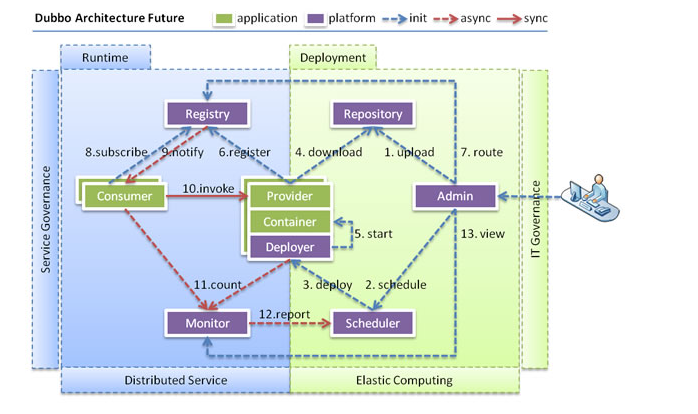 Dubbo Architecture Future
application
platform
init
async
sync
Runtime
Deployment
Registry
Repository
8.subscribe
9.notify
6.register
4. download
1. upload
7. route
Consumer
10.invoke
Provider
Admin
Container
5. start
13. view
Deployer
11.count
3. deploy
2. schedule
Monitor
12.report
Scheduler
Service Governance
IT Governance
Distributed Service
Elastic Computing